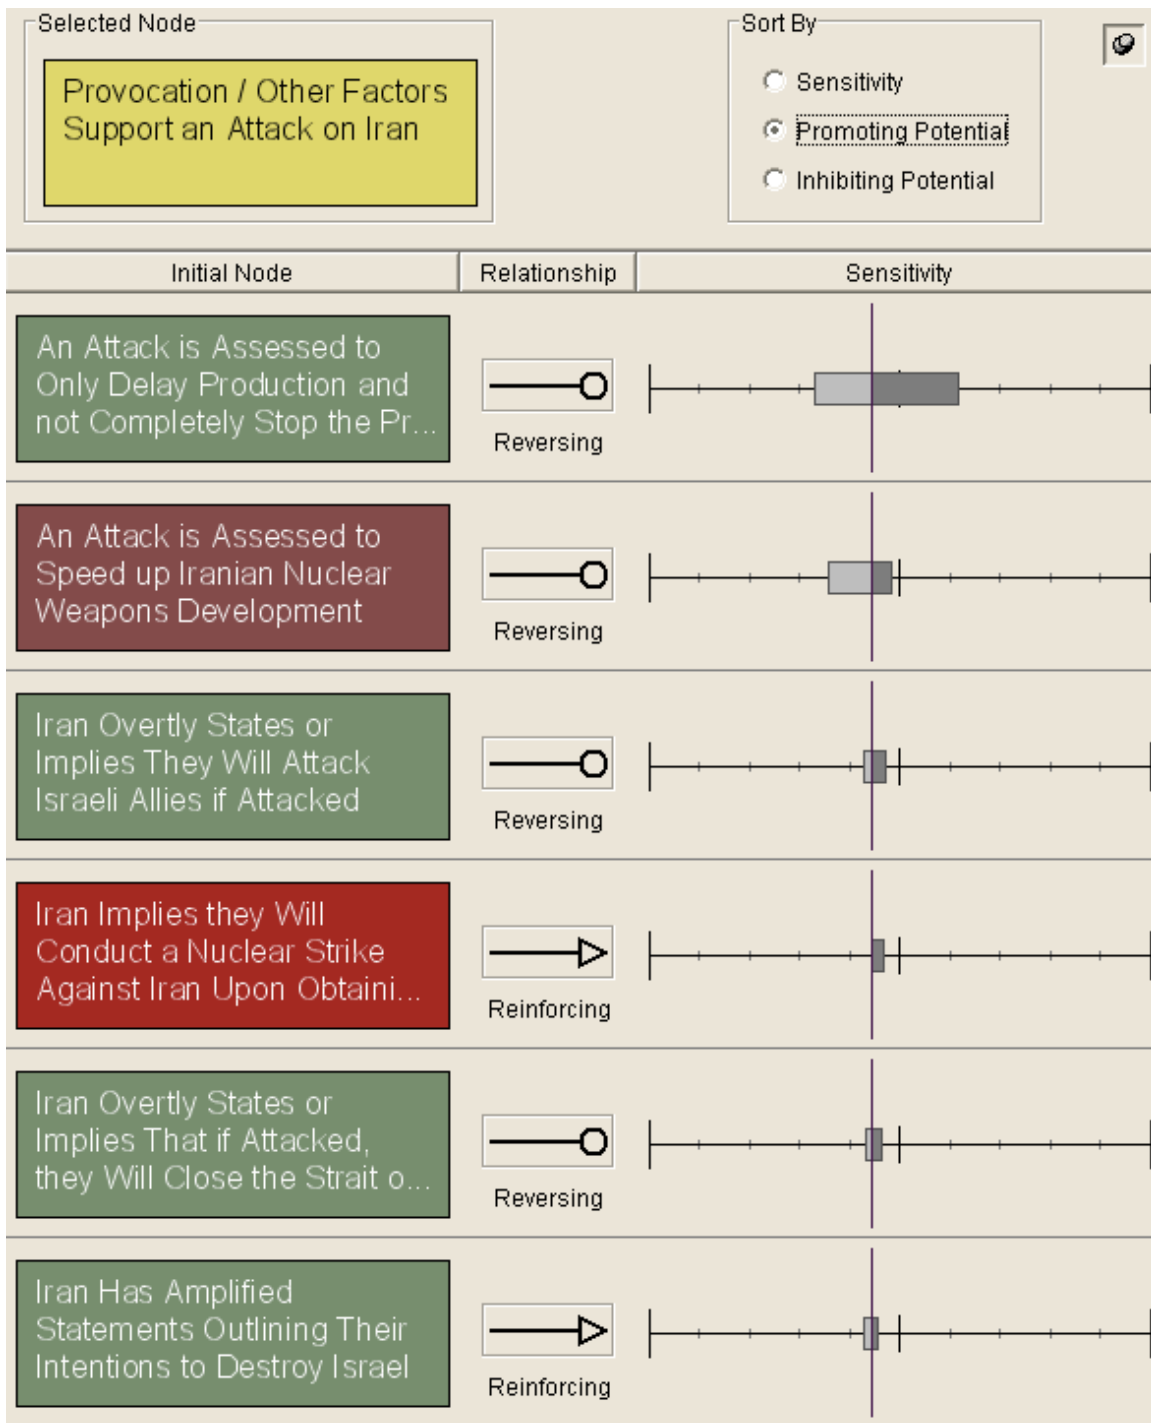 Selected Node
Provocation / Other Factors
Support an Attack on Iran
Sort By
Sensitivity
Promoting Potential
Inhibiting Potential
Initial Node
Relationship
Sensitivity
An Attack is Assessed to
Only Delay Production and
not Completely Stop the Pr...
Reversing
An Attack is Assessed to
Speed up Iranian Nuclear
Weapons Development
Reversing
Iran Overtly States or
Implies They Will Attack
Israeli Allies if Attacked
Reversing
Iran Implies they Will
Conduct a Nuclear Strike
Against Iran Upon Obtaini...
Reinforcing
Iran Overtly States or
Implies That if Attacked,
they Will Close the Strait o...
Reversing
Iran Has Amplified
Statements Outlining Their
Intentions to Destroy Israel
Reinforcing